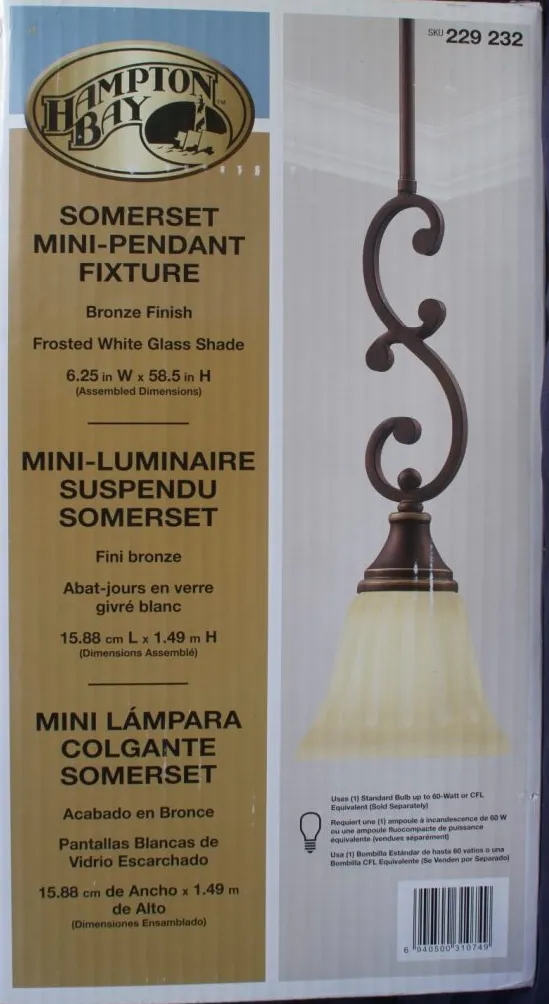 HAMPTON
BAY
TM
SOMERSET
MINI-PENDANT
FIXTURE
Bronze Finish
Frosted White Glass Shade
6.25 in W x 58.5 in H
(Assembled Dimensions)
MINI-LUMINAIRE
SUSPENDU
SOMERSET
Fini bronze
Abat-jours en verre
givré blanc
15.88 cm L x 1.49 m H
(Dimensions Assemblé)
MINI LÁMPARA
COLGANTE
SOMERSET
Acabado en Bronce
Pantallas Blancas de
Vidrio Escarchado
15.88 cm de Ancho x 1.49 m
de Alto
(Dimensiones Ensamblado)
SKU 229 232
Uses (1) Standard Bulb up to 60-Watt or CFL
Equivalent (Sold Separately)
Requiert une (1) ampoule à incandescence de 60 W
ou une ampoule fluocompacte de puissance
équivalente (vendues séparément)
Usa (1) Bombilla Estándar de hasta 60 vatios o una
Bombilla CFL Equivalente (Se Venden por Separado)
6 940500 310749